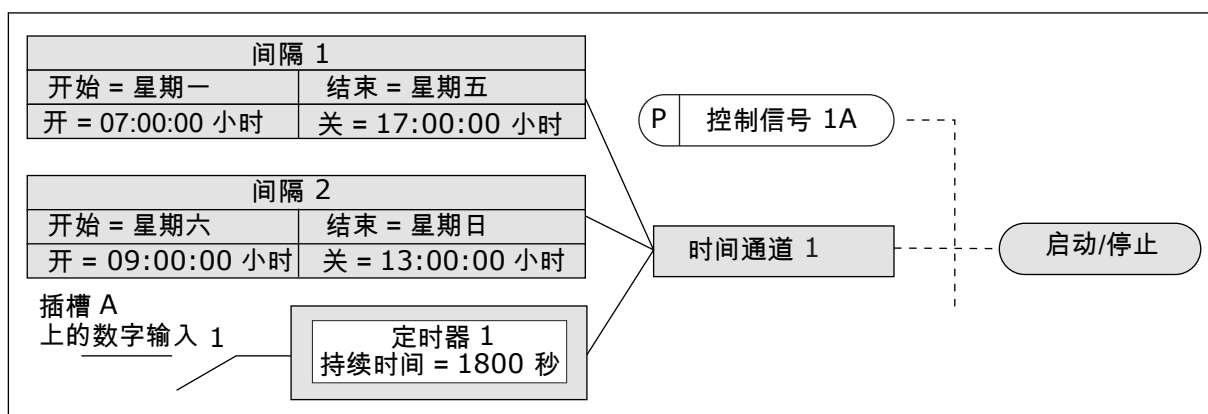 间隔 1
开始 = 星期一 结束 = 星期五
开 = 07:00:00 小时 关 = 17:00:00 小时
P 控制信号 1A
间隔 2
开始 = 星期六 结束 = 星期日
开 = 09:00:00 小时 关 = 13:00:00 小时
时间通道 1
启动/停止
插槽 A
上的数字输入 1
定时器 1
持续时间 = 1800 秒